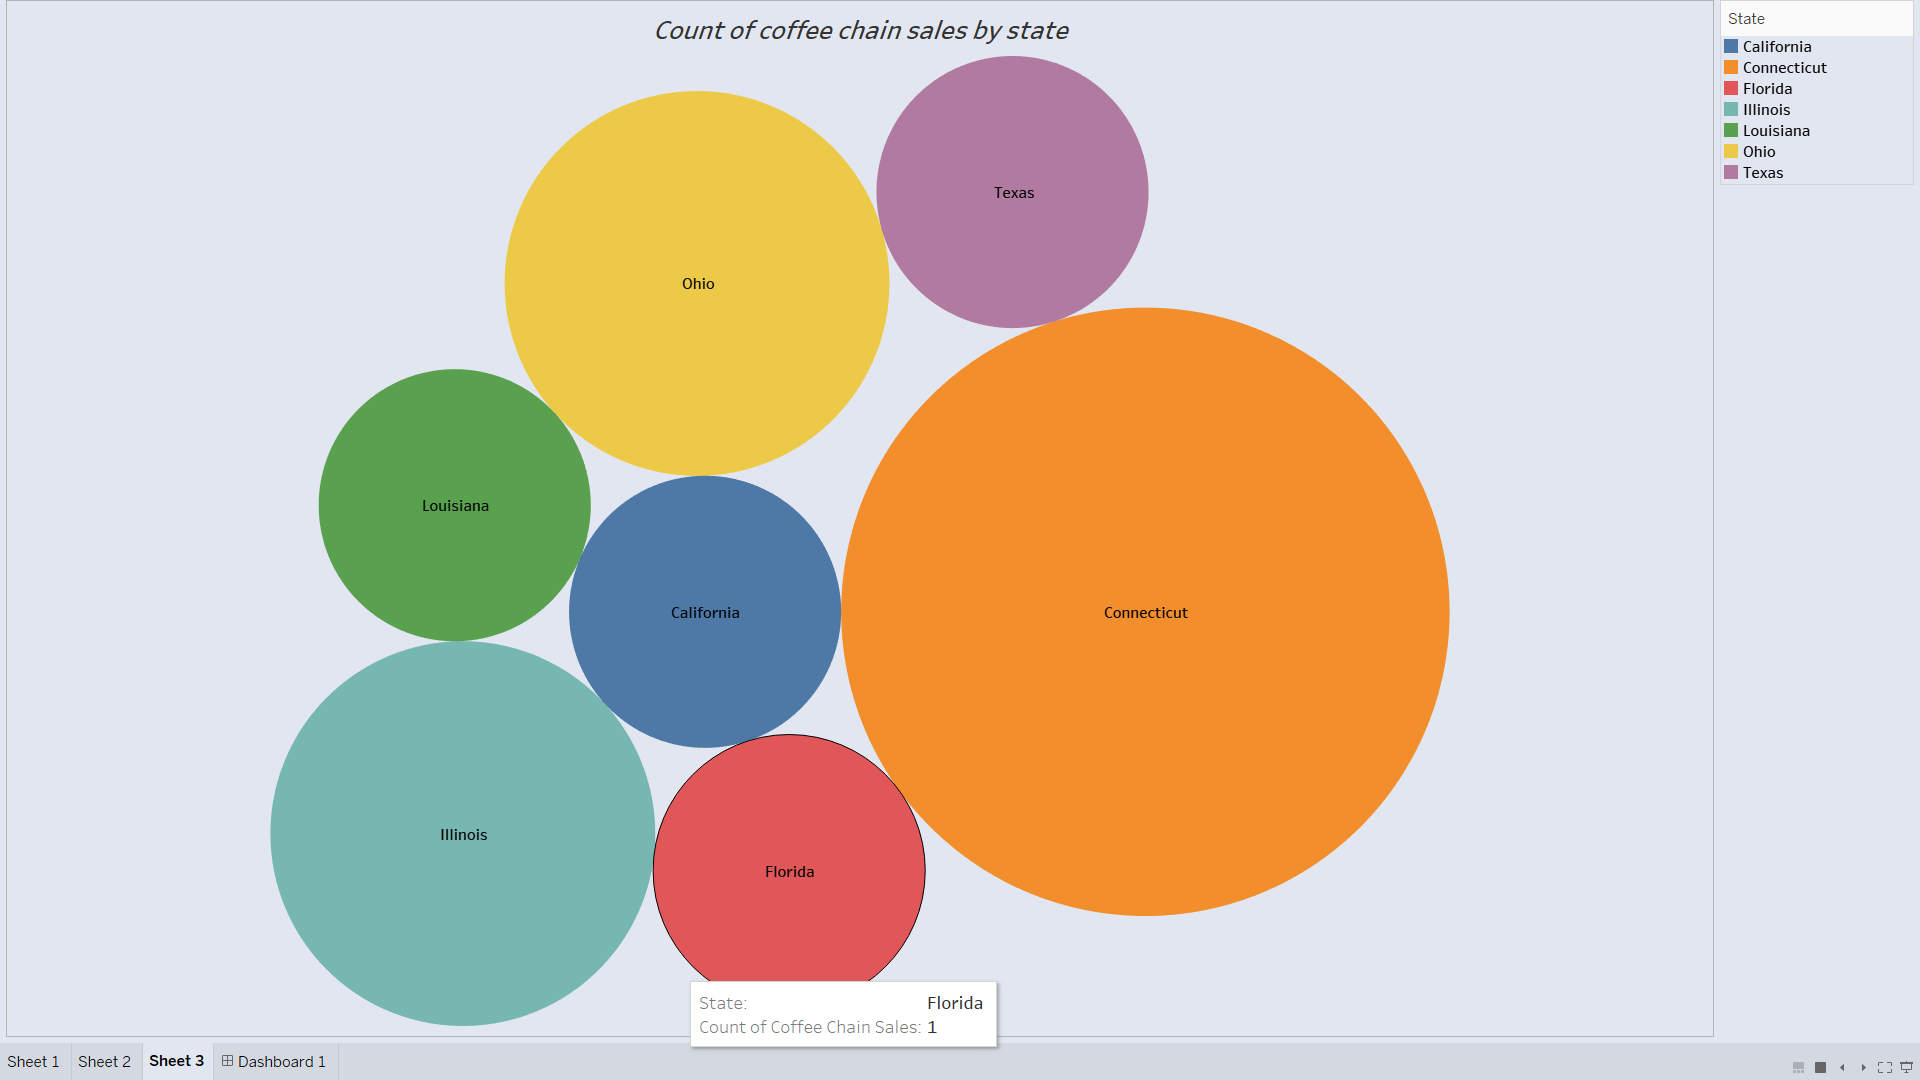 Count of coffee chain sales by state
State
California
Connecticut
Florida
Illinois
Louisiana
Ohio
Texas
Texas
Ohio
Louisiana
California
Connecticut
Illinois
Florida
State: Florida
Count of Coffee Chain Sales: 1
Sheet 1 Sheet 2 Sheet 3 Dashboard 1